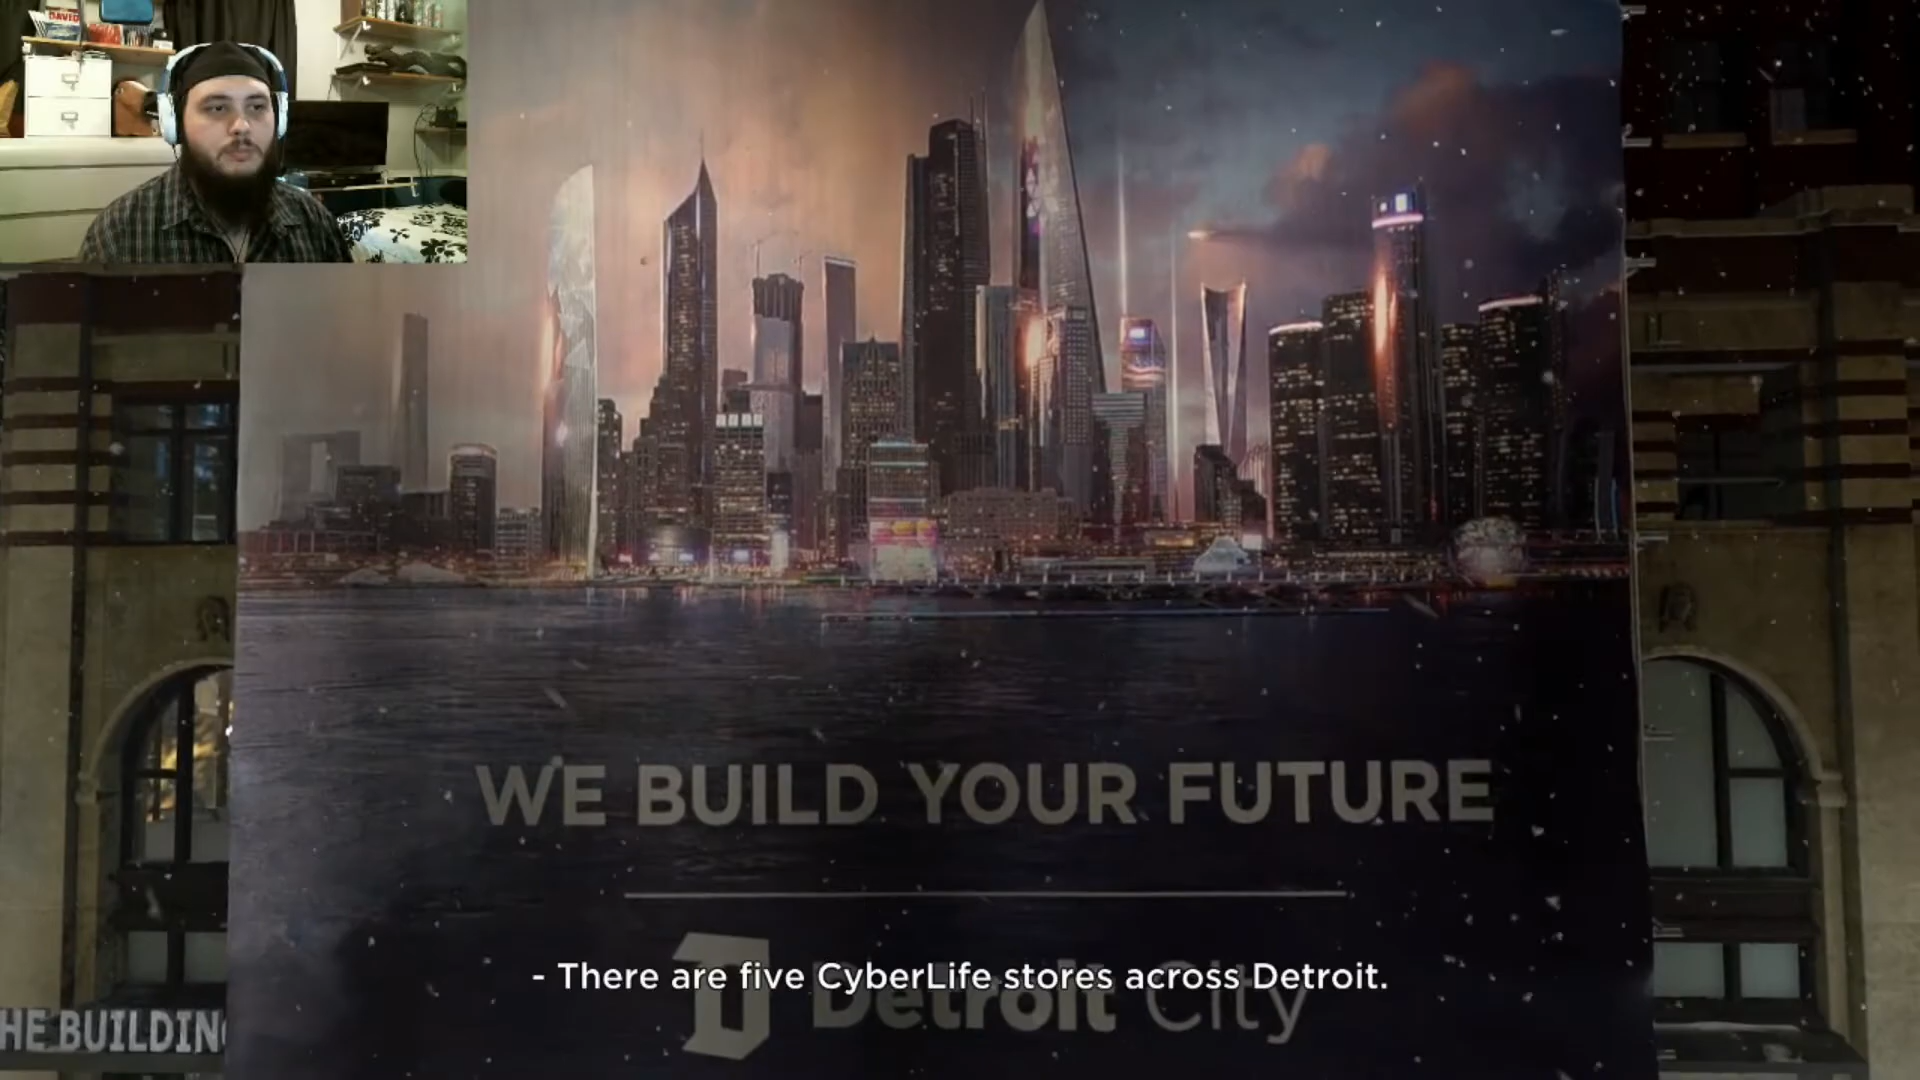 DAVID
WE BUILD YOUR FUTURE
- There are five CyberLife stores across Detroit.
Detroit City
HE BUILDING